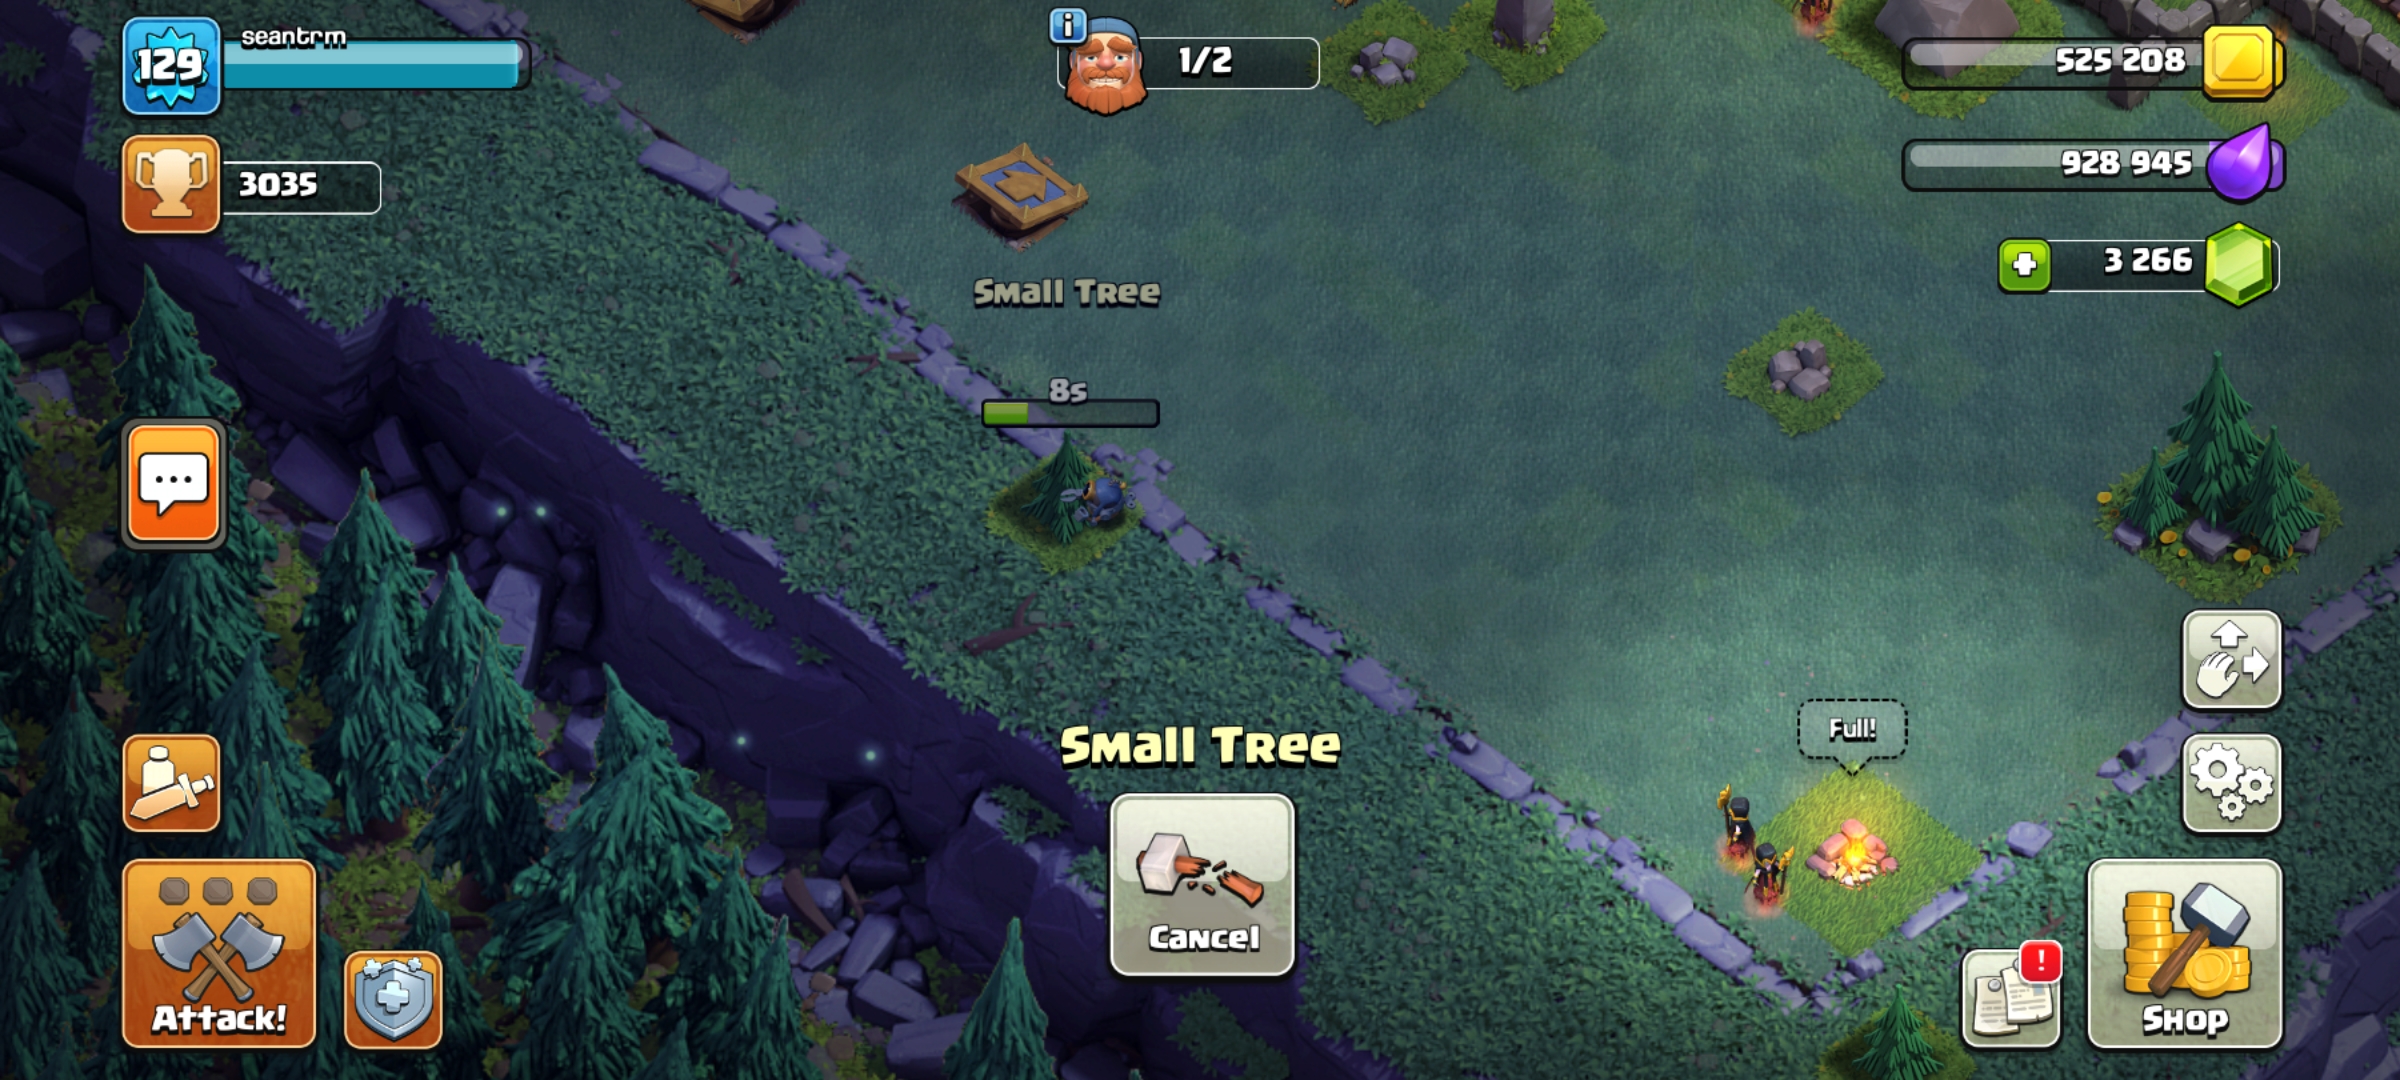 129
seantrm
i
1/2
525 208
3035
928 945
3 266
Small Tree
8s
Full!
Small Tree
Cancel
!
Attack!
Shop